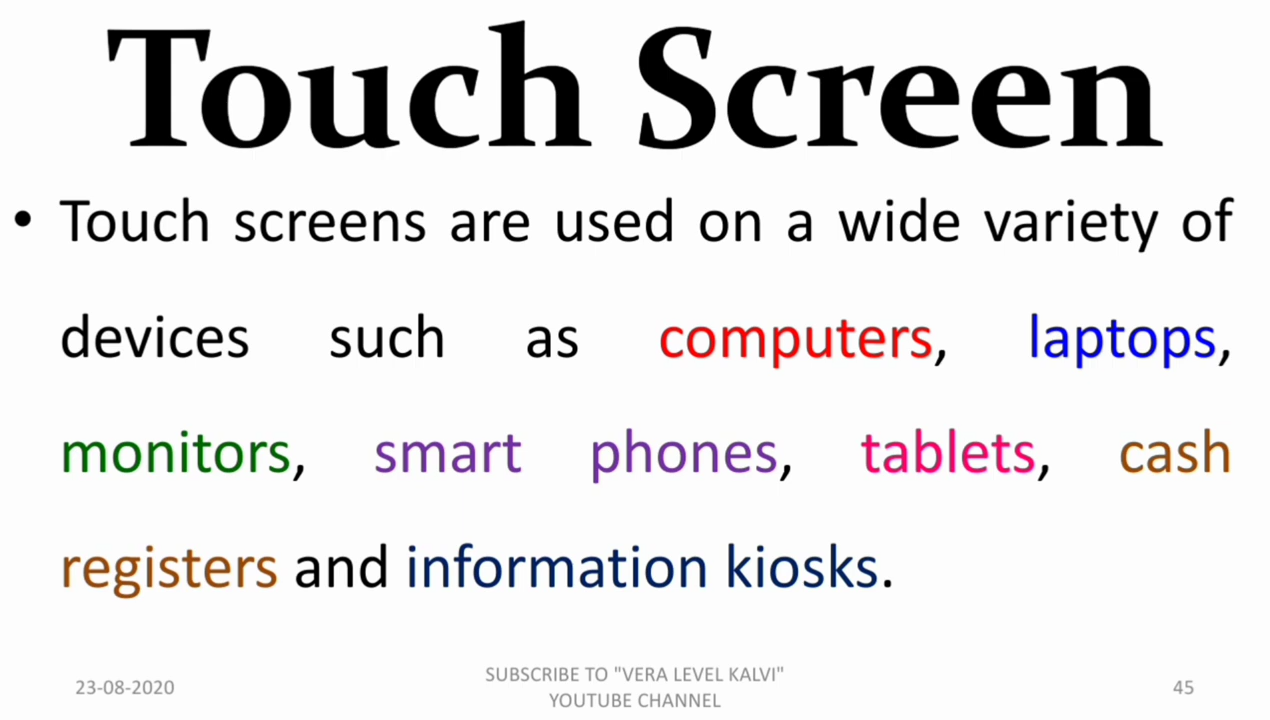 Touch Screen
• Touch screens are used on a wide variety of
devices such as computers, laptops,
monitors, smart phones, tablets, cash
registers and information kiosks.
23-08-2020
SUBSCRIBE TO "VERA LEVEL KALVI"
YOUTUBE CHANNEL
45